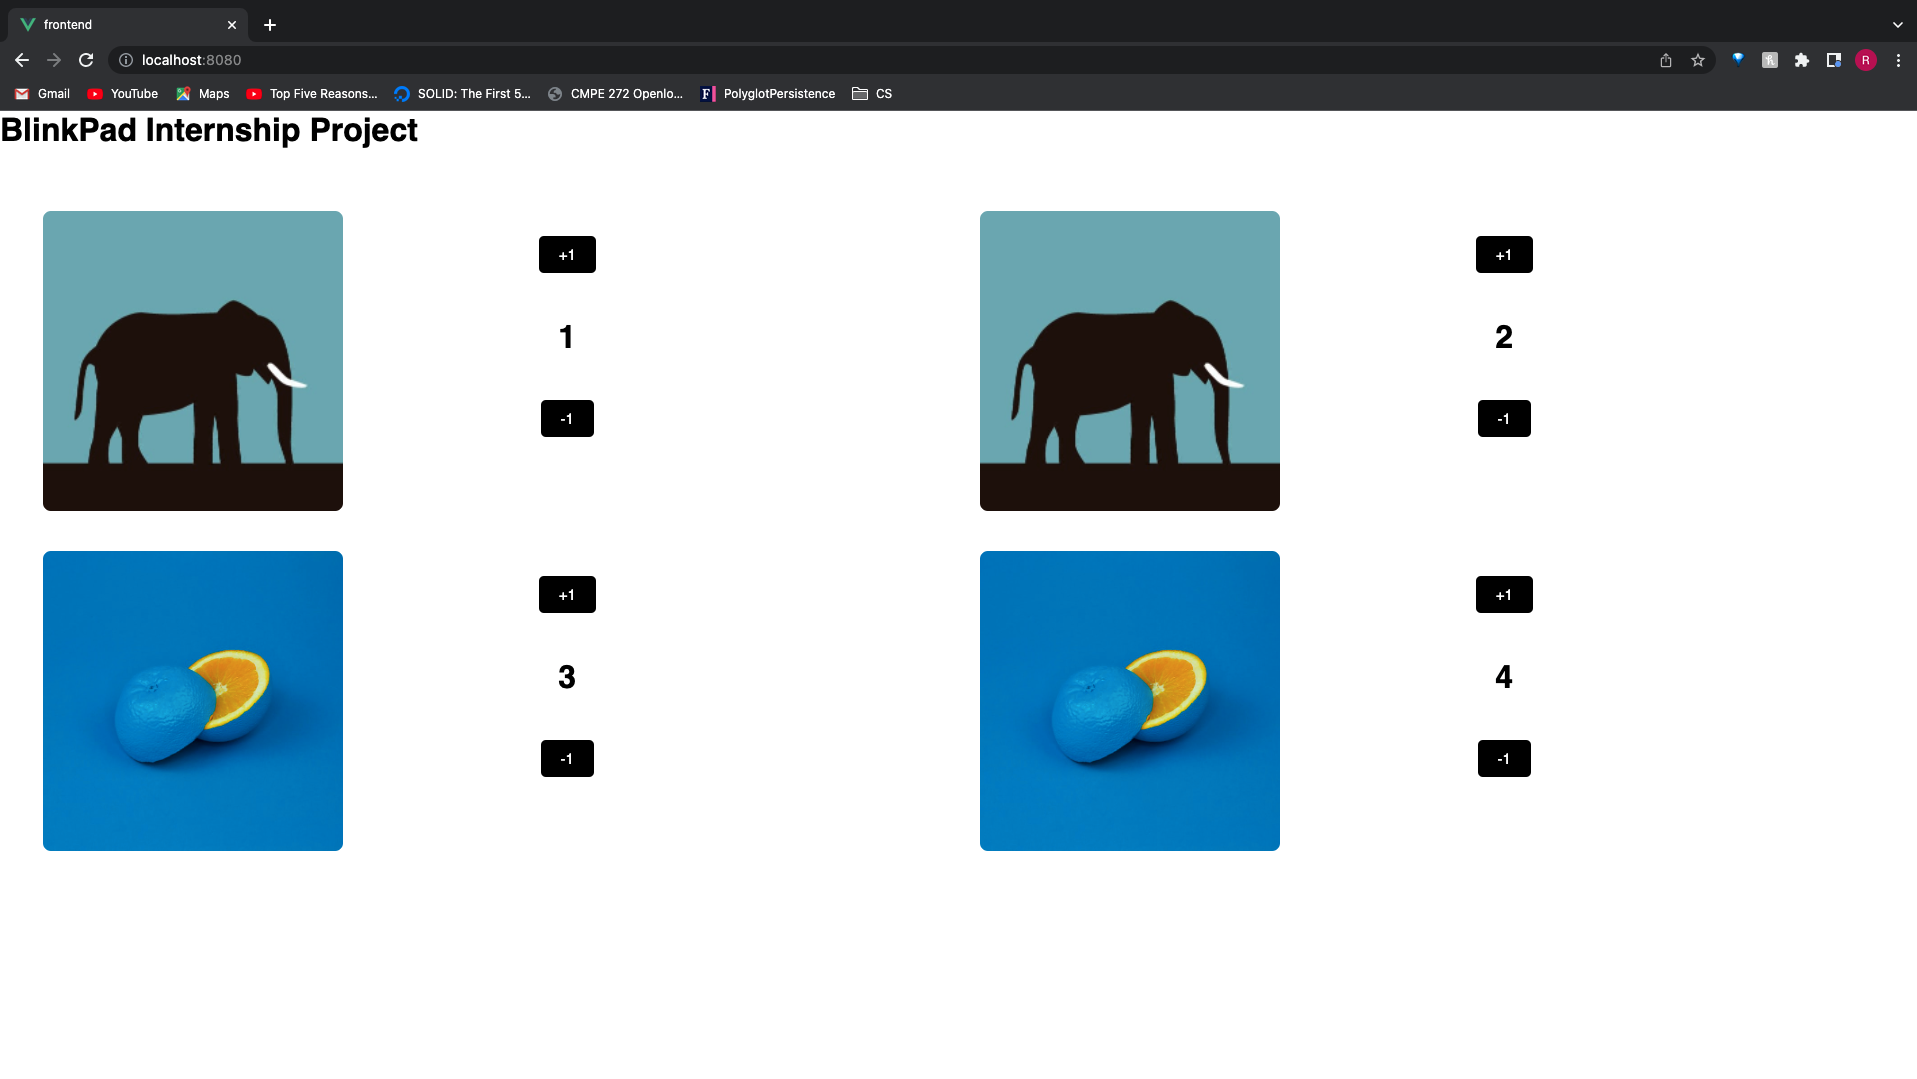 frontend
localhost:8080
R
Gmail
YouTube
Maps
Top Five Reasons...
SOLID: The First 5...
CMPE 272 Openlo...
F
PolyglotPersistence
CS
BlinkPad Internship Project
+1
1
-1
+1
2
-1
+1
3
-1
+1
4
-1